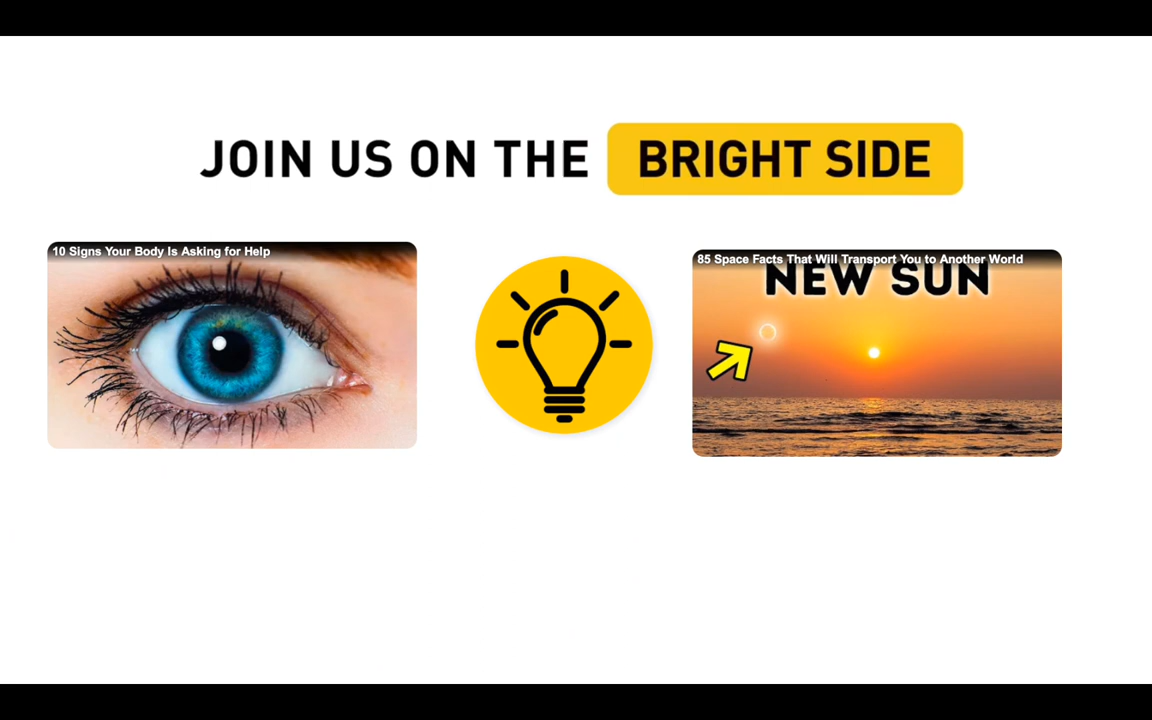 JOIN US ON THE BRIGHT SIDE
10 Signs Your Body Is Asking for Help
85 Space Facts That Will Transport You to Another World
NEW SUN